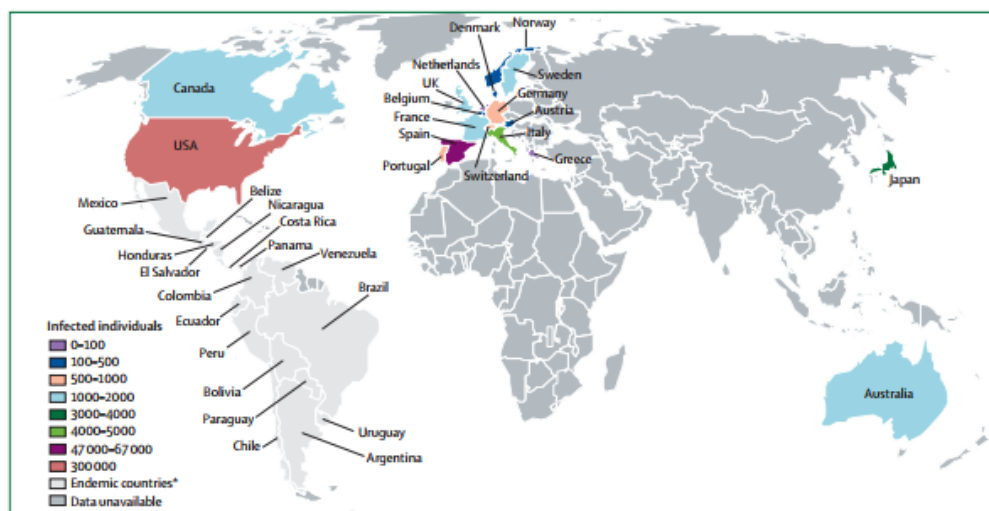 Norway
Denmark
Netherlands
Sweden
UK
Germany
Belgium
Austria
France
Italy
Spain
Portugal
Switzerland
Greece
Canada
USA
Japan
Mexico
Belize
Nicaragua
Guatemala
Costa Rica
Honduras
Panama
El Salvador
Venezuela
Colombia
Brazil
Ecuador
Peru
Bolivia
Paraguay
Uruguay
Chile
Argentina
Australia
Infected individuals
0–100
100–500
500–1000
1000–2000
3000–4000
4000–5000
47 000–67 000
300 000
Endemic countries*
Data unavailable